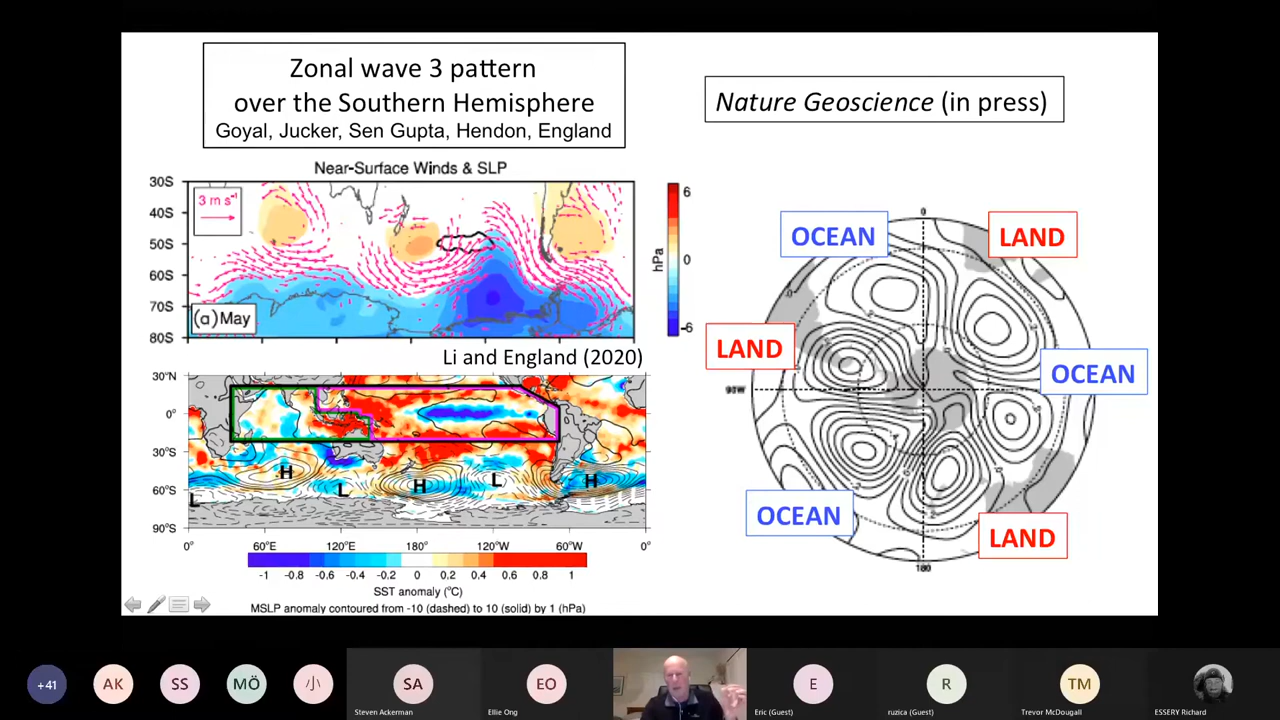 Zonal wave 3 pattern
over the Southern Hemisphere
Goyal, Jucker, Sen Gupta, Hendon, England
Nature Geoscience (in press)
Near-Surface Winds & SLP
30S
40S
50S
60S
70S
80S
3 m s⁻¹
(a) May
6
0
-6
hPa
Li and England (2020)
30°N
0°
30°S
60°S
90°S
H
L
H
L
H
L
0°
60°E
120°E
180°
120°W
60°W
0°
-1 -0.8 -0.6 -0.4 -0.2 0 0.2 0.4 0.6 0.8 1
SST anomaly (°C)
MSLP anomaly contoured from -10 (dashed) to 10 (solid) by 1 (hPa)
0
OCEAN
LAND
LAND
OCEAN
90W
OCEAN
LAND
180
+41
AK
SS
MÖ
小
SA
Steven Ackerman
EO
Ellie Ong
E
Eric (Guest)
R
ruzica (Guest)
TM
Trevor McDougall
ESSERY Richard